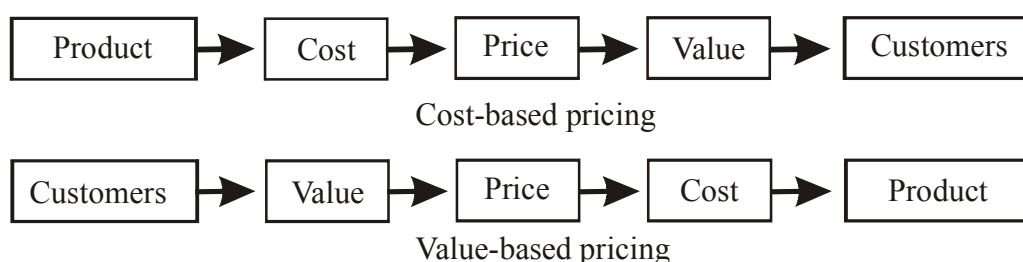 Product Cost Price Value Customers
Cost-based pricing
Customers Value Price Cost Product
Value-based pricing